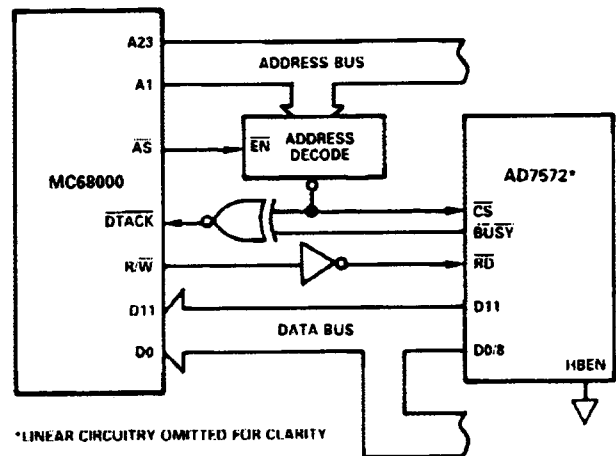 A23
ADDRESS BUS
A1
AS
EN
ADDRESS
DECODE
MC68000
AD7572*
DTACK
CS
BUSY
R/W
RD
D11
D11
DATA BUS
D0
D0/8
HBEN
*LINEAR CIRCUITRY OMITTED FOR CLARITY